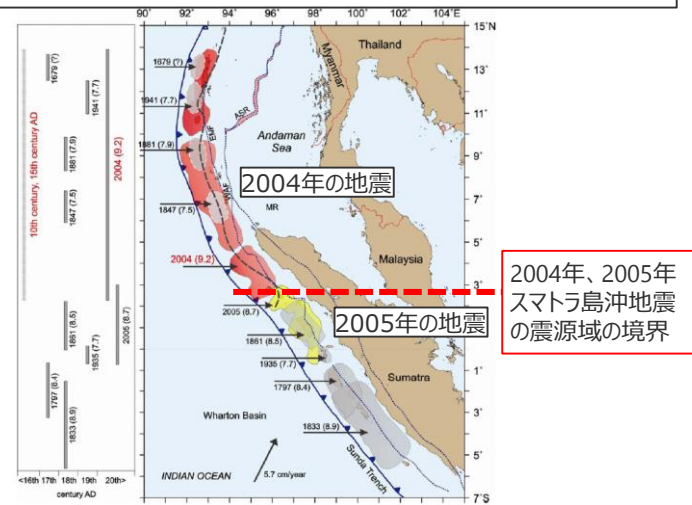 90° 92° 94° 96° 98° 100° 102° 104°E
15°N
13°
11°
9°
7°
5°
3°
1°
1°
3°
5°
7°S
Thailand
Myanmar
1679 (?)
1941 (7.7)
ASR
EMF
Andaman
Sea
1881 (7.9)
2004年の地震
WAF
MR
1847 (7.5)
Malaysia
2004 (9.2)
2004年、2005年
スマトラ島沖地震
の震源域の境界
2005 (8.7)
2005年の地震
1861 (8.5)
1935 (7.7)
Sumatra
1797 (8.4)
Wharton Basin
1833 (8.9)
Sunda Trench
5.7 cm/year
INDIAN OCEAN
10th century, 15th century AD
1679 (?)
1941 (7.7)
1881 (7.9)
2004 (9.2)
1847 (7.5)
1861 (8.5)
2005 (8.7)
1935 (7.7)
1797 (8.4)
1833 (8.9)
<16th 17th 18th 19th 20th>
century AD